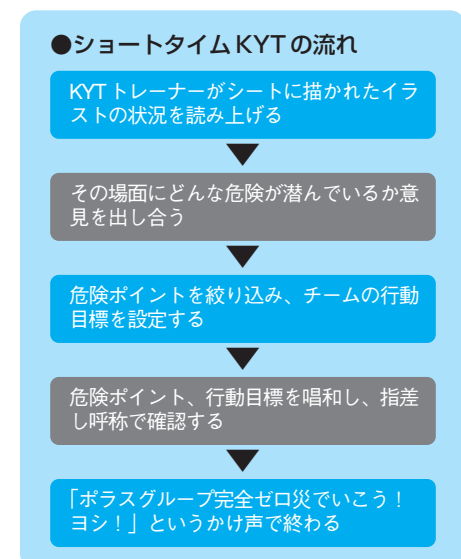 ●ショートタイムKYTの流れ
KYTトレーナーがシートに描かれたイラ
ストの状況を読み上げる
その場面にどんな危険が潜んでいるか意
見を出し合う
危険ポイントを絞り込み、チームの行動
目標を設定する
危険ポイント、行動目標を唱和し、指差
し呼称で確認する
「ポラスグループ完全ゼロ災でいこう！
ヨシ！」というかけ声で終わる